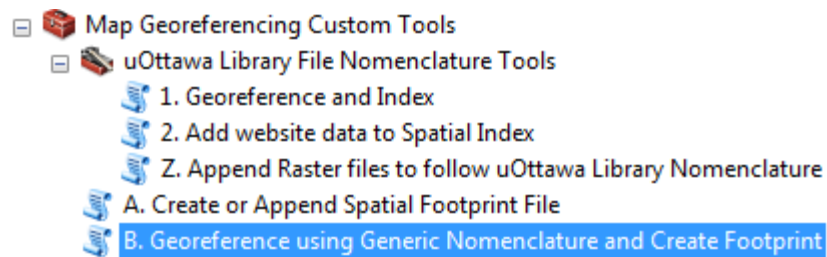 Map Georeferencing Custom Tools
uOttawa Library File Nomenclature Tools
1. Georeference and Index
2. Add website data to Spatial Index
Z. Append Raster files to follow uOttawa Library Nomenclature
A. Create or Append Spatial Footprint File
B. Georeference using Generic Nomenclature and Create Footprint